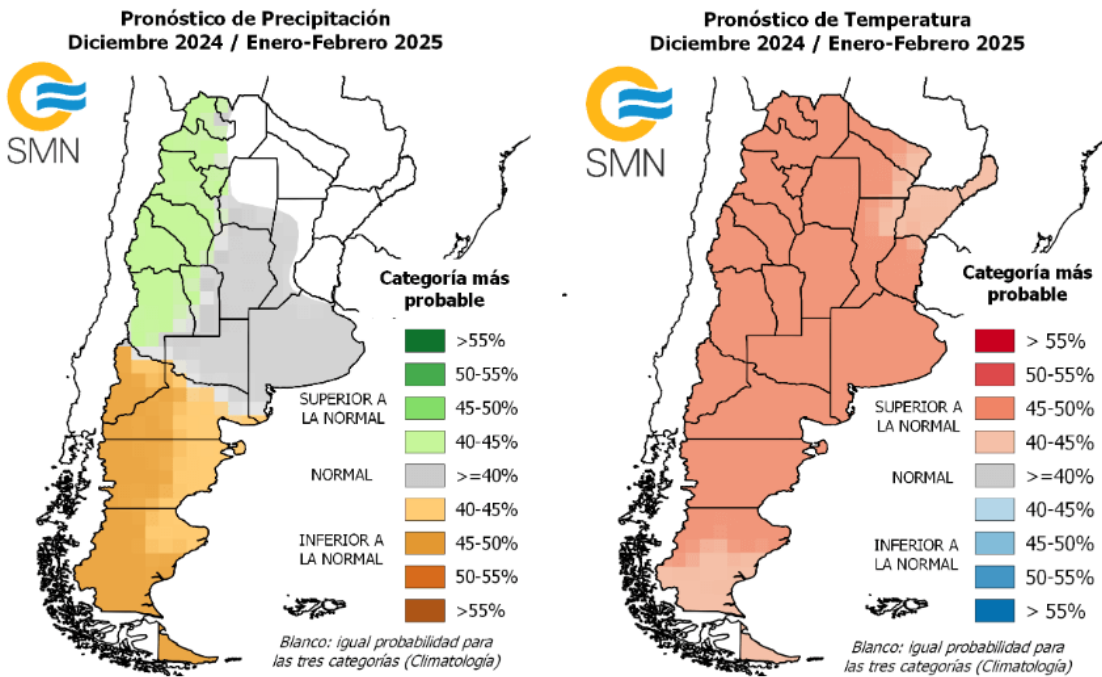 Pronóstico de Precipitación
Diciembre 2024 / Enero-Febrero 2025
SMN
Categoría más
probable
>55%
50-55%
SUPERIOR A
LA NORMAL
45-50%
40-45%
NORMAL
>=40%
40-45%
INFERIOR A
LA NORMAL
45-50%
50-55%
>55%
Blanco: igual probabilidad para
las tres categorías (Climatología)
Pronóstico de Temperatura
Diciembre 2024 / Enero-Febrero 2025
SMN
Categoría más
probable
> 55%
50-55%
SUPERIOR A
LA NORMAL
45-50%
40-45%
NORMAL
>=40%
40-45%
INFERIOR A
LA NORMAL
45-50%
50-55%
> 55%
Blanco: igual probabilidad para
las tres categorías (Climatología)